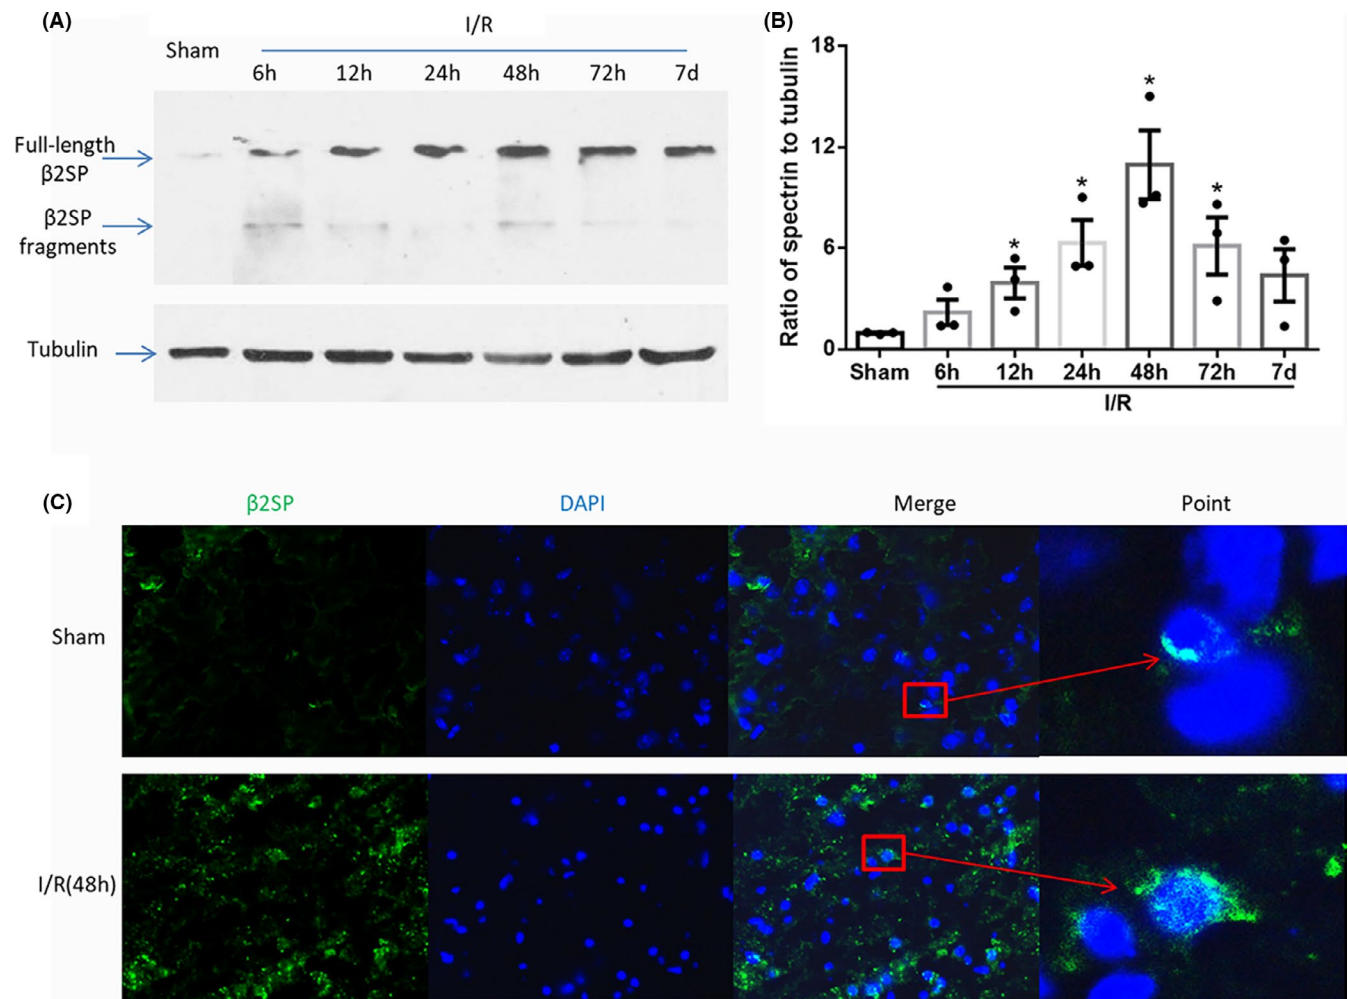 (A)
I/R
Sham
6h 12h 24h 48h 72h 7d
Full-length
β2SP
β2SP
fragments
Tubulin
(B)
Ratio of spectrin to tubulin
18
12
6
0
* * * *
Sham 6h 12h 24h 48h 72h 7d
I/R
(C)
β2SP DAPI Merge Point
Sham
I/R(48h)